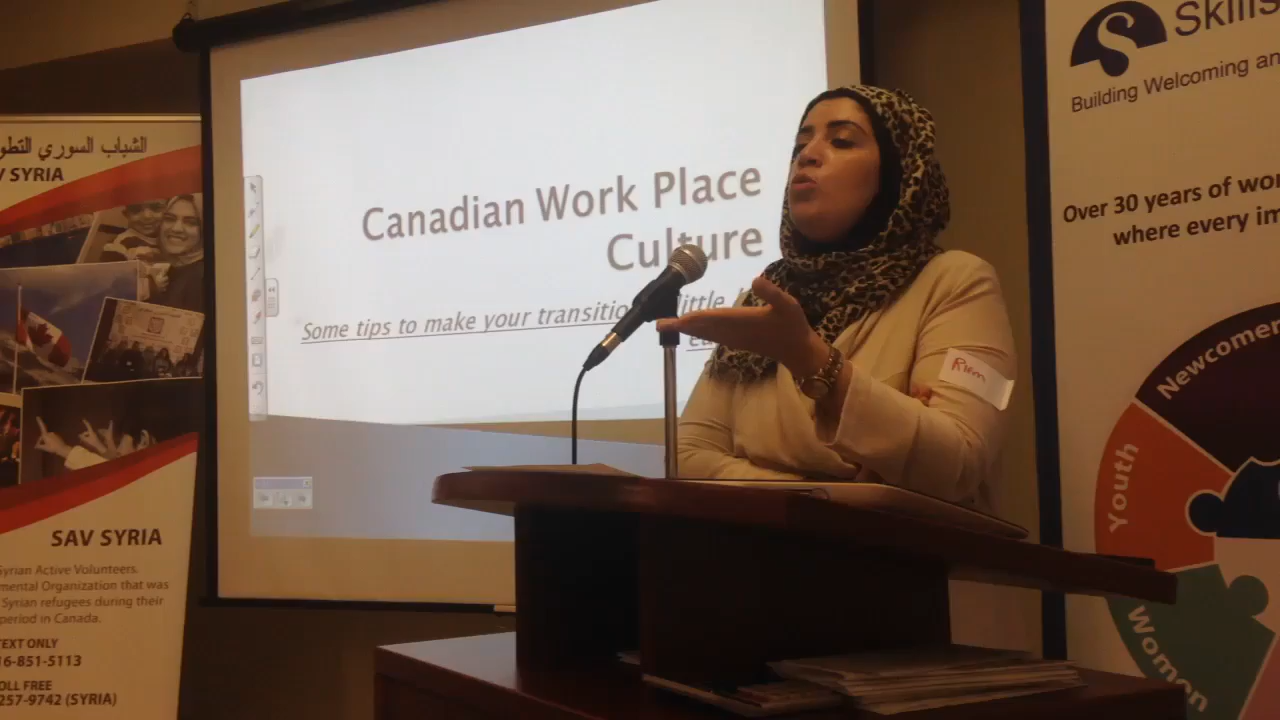 الشباب السوري التطو
V SYRIA
SAV SYRIA
Syrian Active Volunteers.
mental Organization that was
Syrian refugees during their
period in Canada.
TEXT ONLY
16-851-5113
OLL FREE
257-9742 (SYRIA)
Canadian Work Place
Culture
Some tips to make your transitio little
Rum
Skills
Building Welcoming an
Over 30 years of wor
where every im
Newcomer
Youth
Women